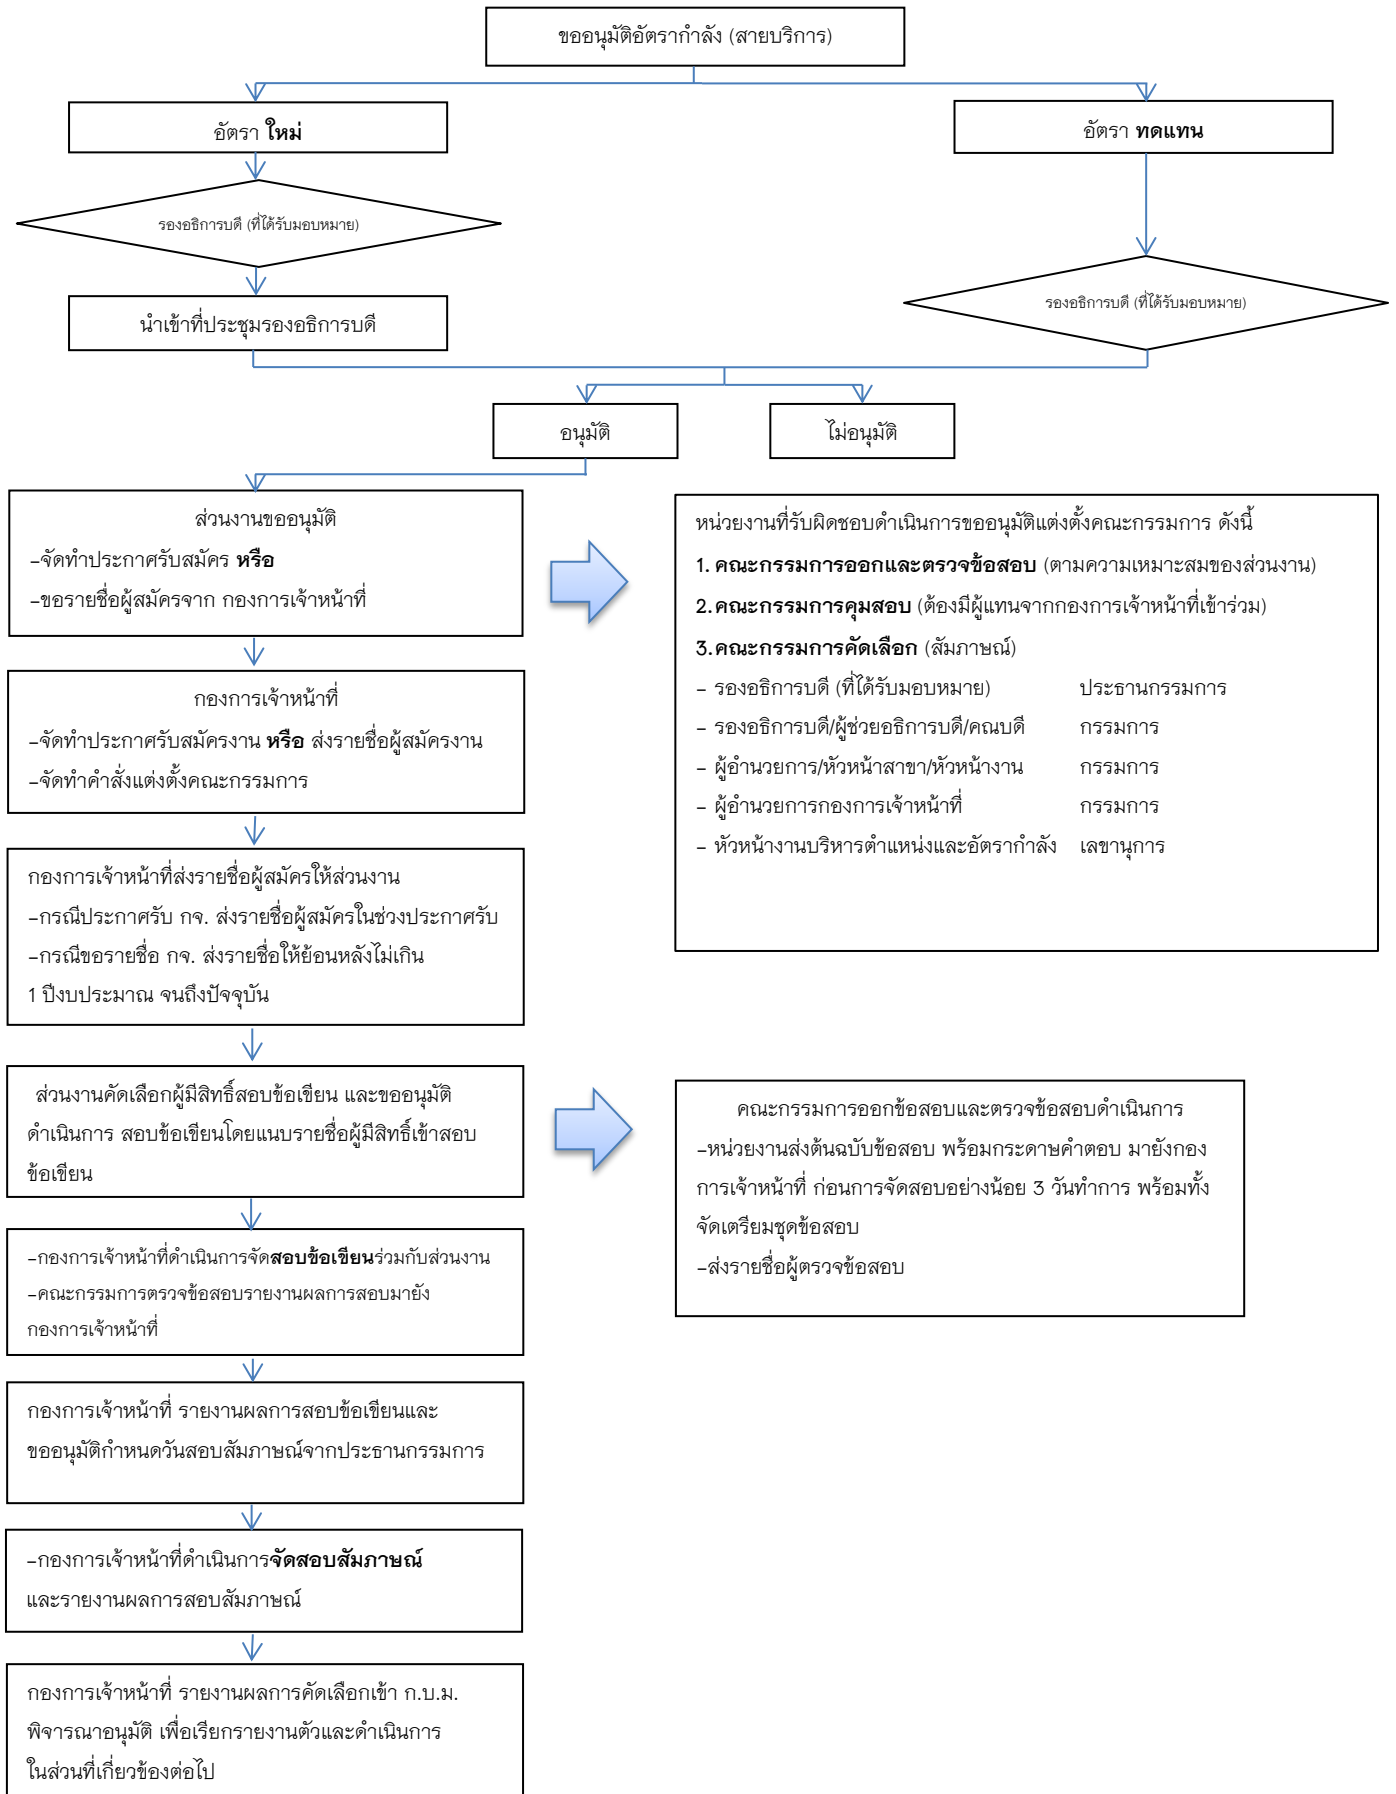 ขออนุมัติอัตรากำลัง (สายบริการ)
อัตรา ใหม่
อัตรา ทดแทน
รองอธิการบดี (ที่ได้รับมอบหมาย)
รองอธิการบดี (ที่ได้รับมอบหมาย)
นำเข้าที่ประชุมรองอธิการบดี
อนุมัติ
ไม่อนุมัติ
ส่วนงานขออนุมัติ
-จัดทำประกาศรับสมัคร หรือ
-ขอรายชื่อผู้สมัครจาก กองการเจ้าหน้าที่
หน่วยงานที่รับผิดชอบดำเนินการขออนุมัติแต่งตั้งคณะกรรมการ ดังนี้
1. คณะกรรมการออกและตรวจข้อสอบ (ตามความเหมาะสมของส่วนงาน)
2. คณะกรรมการคุมสอบ (ต้องมีผู้แทนจากกองการเจ้าหน้าที่เข้าร่วม)
3. คณะกรรมการคัดเลือก (สัมภาษณ์)
- รองอธิการบดี (ที่ได้รับมอบหมาย) ประธานกรรมการ
- รองอธิการบดี/ผู้ช่วยอธิการบดี/คณบดี กรรมการ
- ผู้อำนวยการ/หัวหน้าสาขา/หัวหน้างาน กรรมการ
- ผู้อำนวยการกองการเจ้าหน้าที่ กรรมการ
- หัวหน้างานบริหารตำแหน่งและอัตรากำลัง เลขานุการ
กองการเจ้าหน้าที่
-จัดทำประกาศรับสมัครงาน หรือ ส่งรายชื่อผู้สมัครงาน
-จัดทำคำสั่งแต่งตั้งคณะกรรมการ
กองการเจ้าหน้าที่ส่งรายชื่อผู้สมัครให้ส่วนงาน
-กรณีประกาศรับ กจ. ส่งรายชื่อผู้สมัครในช่วงประกาศรับ
-กรณีขอรายชื่อ กจ. ส่งรายชื่อให้ย้อนหลังไม่เกิน
1 ปีงบประมาณ จนถึงปัจจุบัน
ส่วนงานคัดเลือกผู้มีสิทธิ์สอบข้อเขียน และขออนุมัติ
ดำเนินการ สอบข้อเขียนโดยแนบรายชื่อผู้มีสิทธิ์เข้าสอบ
ข้อเขียน
คณะกรรมการออกข้อสอบและตรวจข้อสอบดำเนินการ
-หน่วยงานส่งต้นฉบับข้อสอบ พร้อมกระดาษคำตอบ มายังกอง
การเจ้าหน้าที่ ก่อนการจัดสอบอย่างน้อย 3 วันทำการ พร้อมทั้ง
จัดเตรียมชุดข้อสอบ
-ส่งรายชื่อผู้ตรวจข้อสอบ
-กองการเจ้าหน้าที่ดำเนินการจัดสอบข้อเขียนร่วมกับส่วนงาน
-คณะกรรมการตรวจข้อสอบรายงานผลการสอบมายัง
กองการเจ้าหน้าที่
กองการเจ้าหน้าที่ รายงานผลการสอบข้อเขียนและ
ขออนุมัติกำหนดวันสอบสัมภาษณ์จากประธานกรรมการ
-กองการเจ้าหน้าที่ดำเนินการจัดสอบสัมภาษณ์
และรายงานผลการสอบสัมภาษณ์
กองการเจ้าหน้าที่ รายงานผลการคัดเลือกเข้า ก.บ.ม.
พิจารณาอนุมัติ เพื่อเรียกรายงานตัวและดำเนินการ
ในส่วนที่เกี่ยวข้องต่อไป